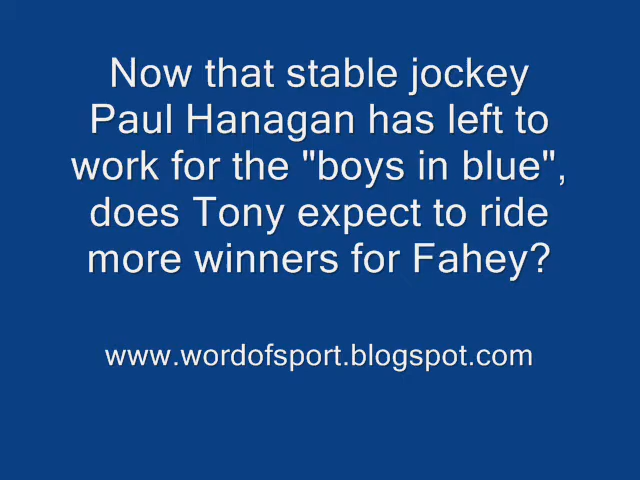 Now that stable jockey
Paul Hanagan has left to
work for the "boys in blue",
does Tony expect to ride
more winners for Fahey?
www.wordofsport.blogspot.com